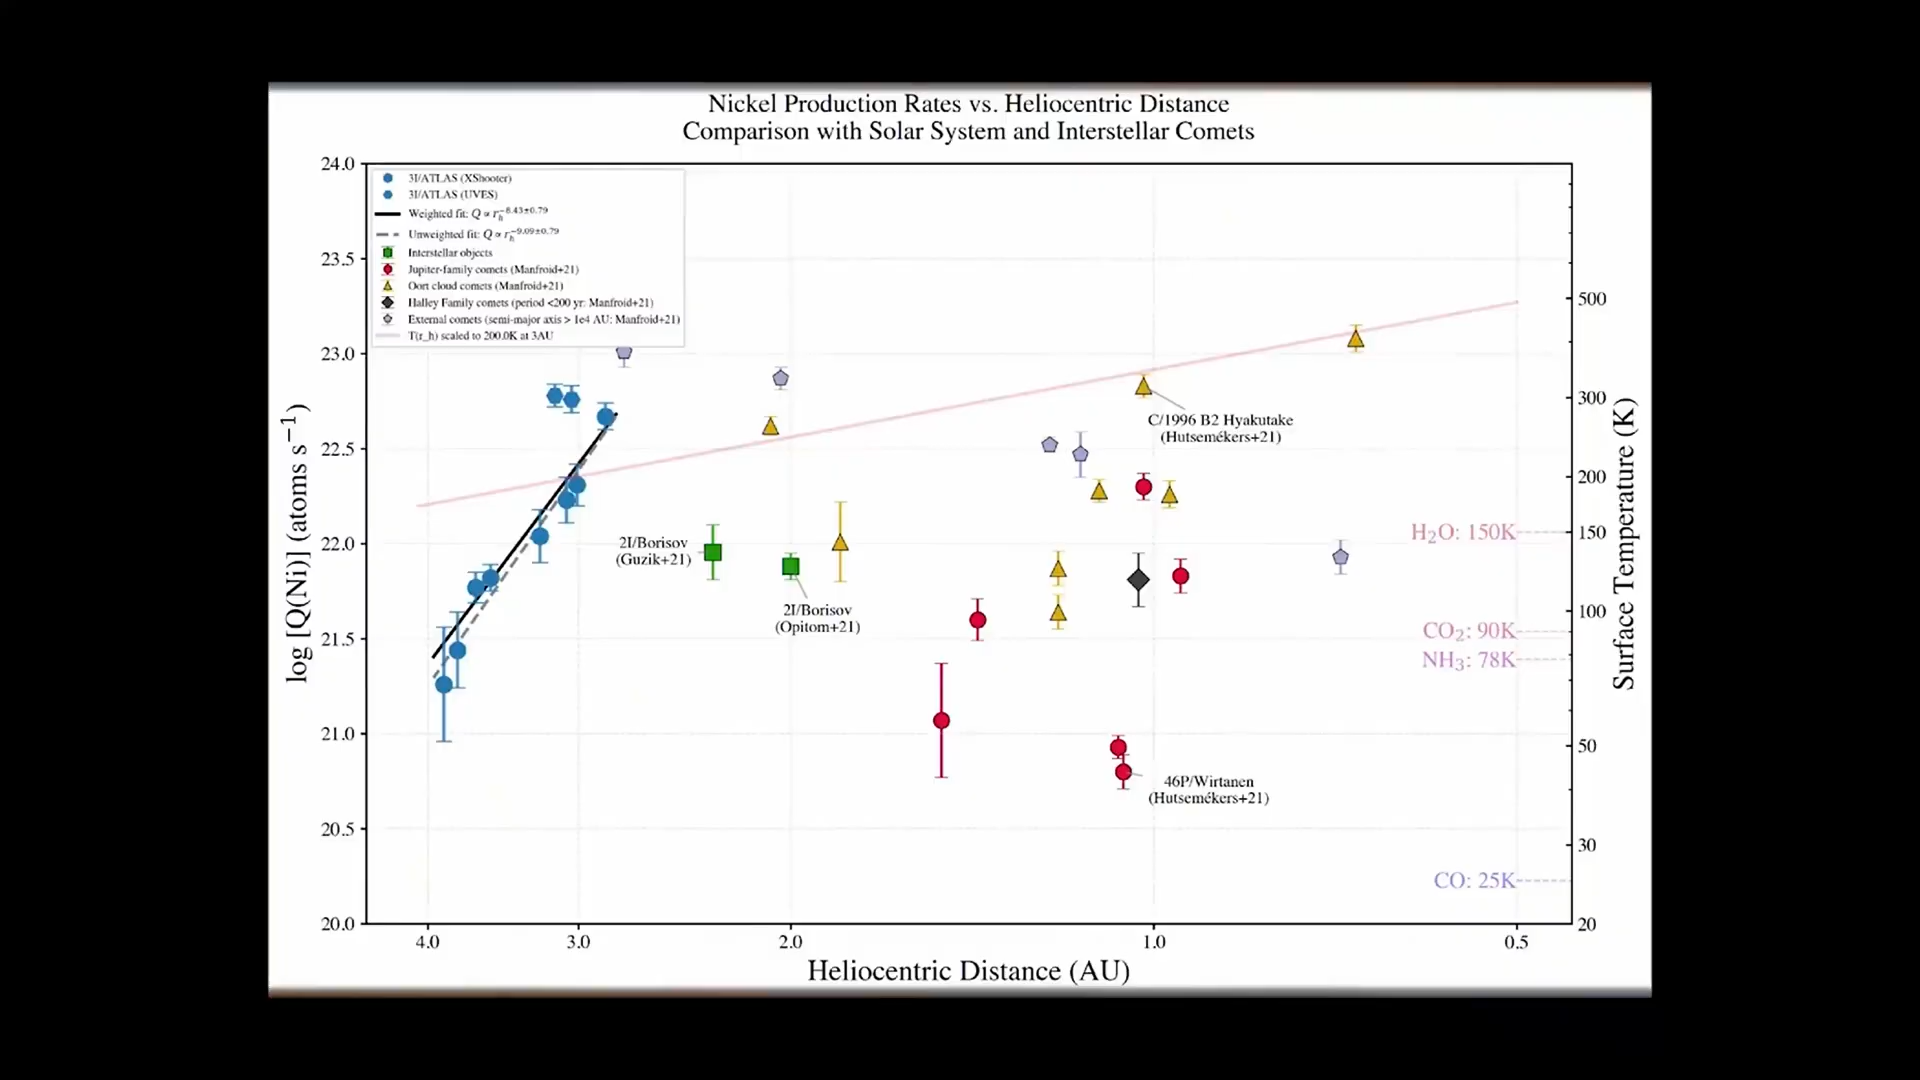 Nickel Production Rates vs. Heliocentric Distance
Comparison with Solar System and Interstellar Comets
3I/ATLAS (XShooter)
3I/ATLAS (UVES)
Weighted fit: Q ∝ r_h^−8.43±0.79
Unweighted fit: Q ∝ r_h^−9.09±0.79
Interstellar objects
Jupiter-family comets (Manfroid+21)
Oort cloud comets (Manfroid+21)
Halley Family comets (period <200 yr: Manfroid+21)
External comets (semi-major axis > 1e4 AU: Manfroid+21)
T(r_h) scaled to 200.0K at 3AU
log [Q(Ni)] (atoms s⁻¹)
24.0
23.5
23.0
22.5
22.0
21.5
21.0
20.5
20.0
C/1996 B2 Hyakutake
(Hutsemékers+21)
2I/Borisov
(Guzik+21)
2I/Borisov
(Opitom+21)
46P/Wirtanen
(Hutsemékers+21)
H₂O: 150K
CO₂: 90K
NH₃: 78K
CO: 25K
500
300
200
150
100
50
30
20
Surface Temperature (K)
4.0 3.0 2.0 1.0 0.5
Heliocentric Distance (AU)